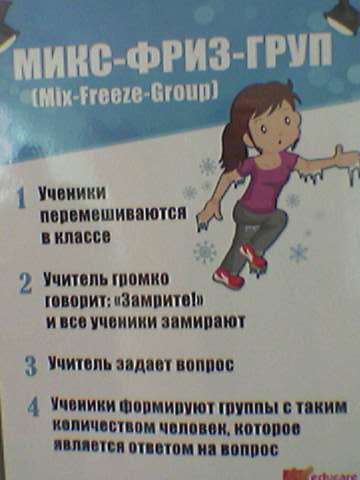 МИКС-ФРИЗ-ГРУП
(Mix-Freeze-Group)
1 Ученики
перемешиваются
в классе
2 Учитель громко
говорит: «Замрите!»
и все ученики замирают
3 Учитель задает вопрос
4 Ученики формируют группы с таким
количеством человек, которое
является ответом на вопрос
educare